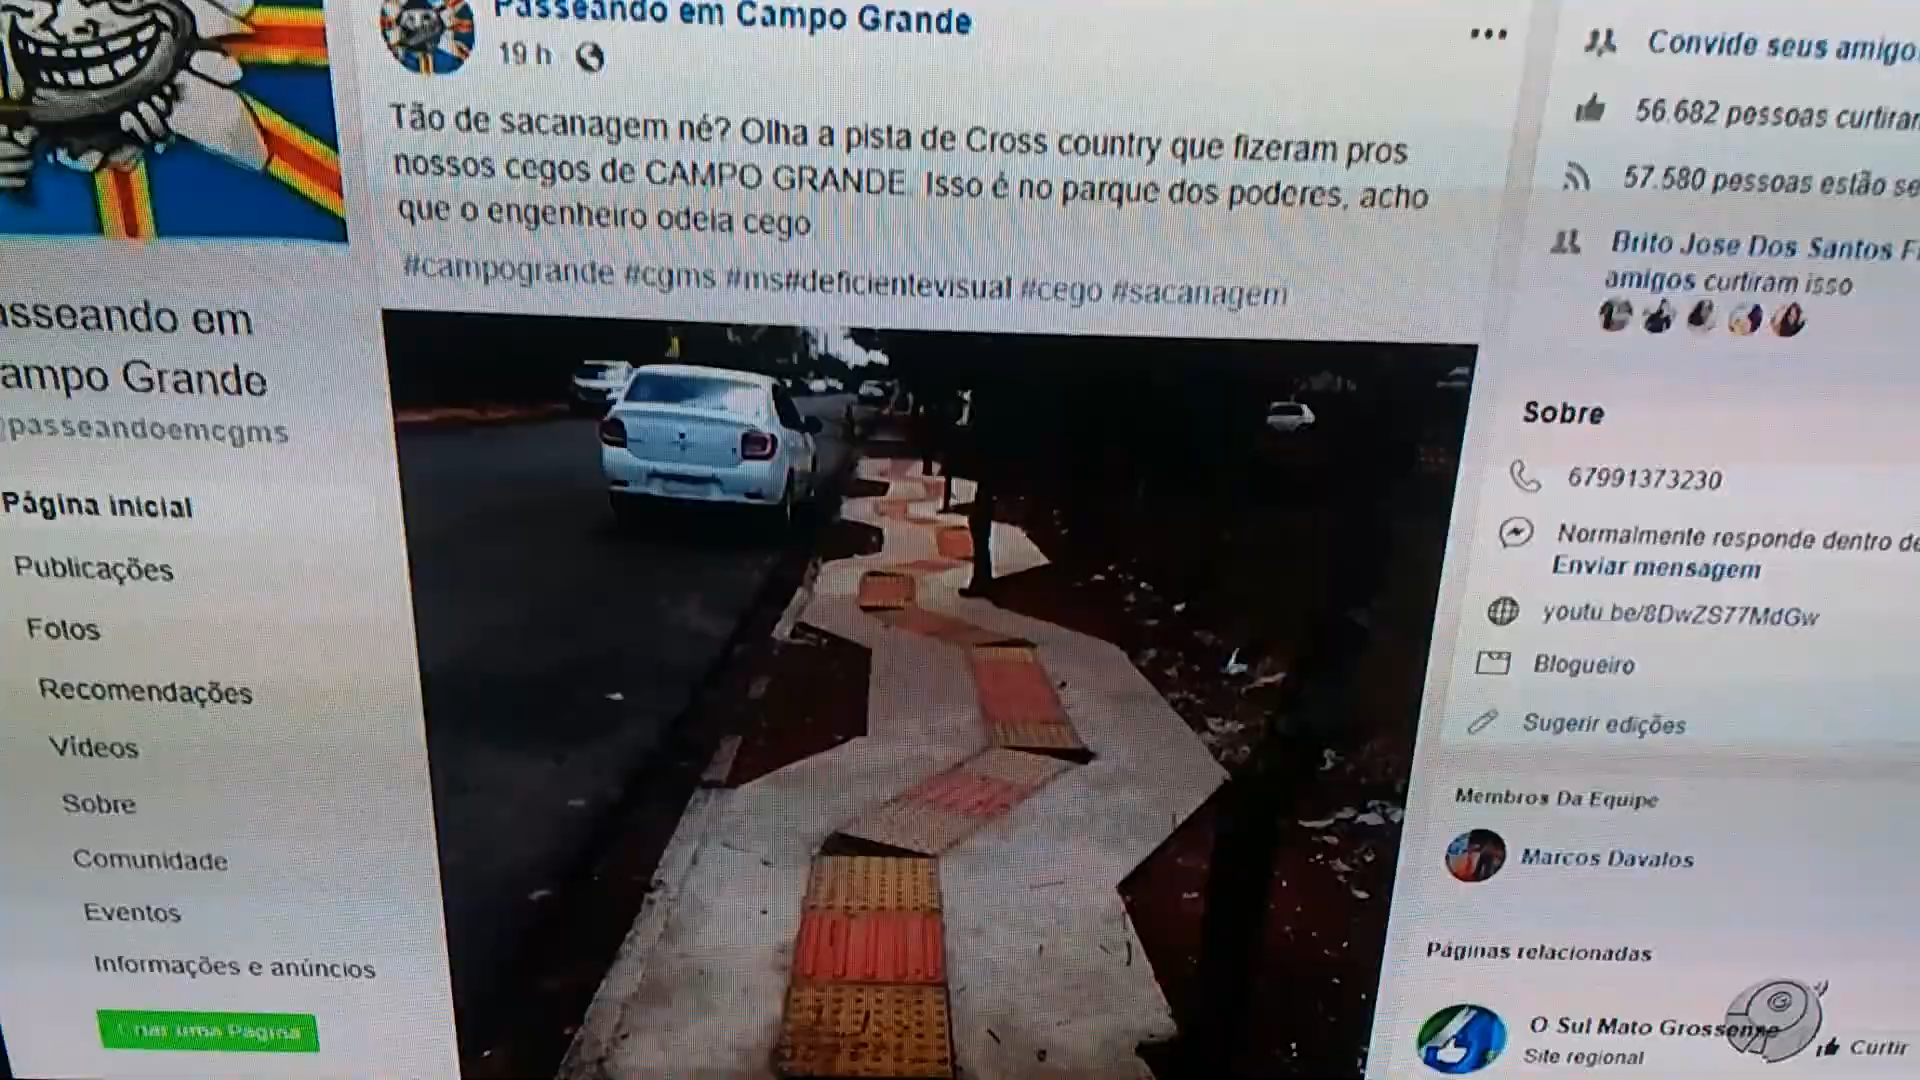 Passeando em Campo Grande
19 h
Tão de sacanagem né? Olha a pista de Cross country que fizeram pros
nossos cegos de CAMPO GRANDE. Isso é no parque dos poderes, acho
que o engenheiro odeia cego
#campogrande #cgms #ms#deficientevisual #cego #sacanagem
asseando em
ampo Grande
@passeandoemcgms
Página inicial
Publicações
Fotos
Recomendações
Vídeos
Sobre
Comunidade
Eventos
Informações e anúncios
Criar uma Página
Convide seus amigo
56.682 pessoas curtiram
57.580 pessoas estão se
Brito Jose Dos Santos F
amigos curtiram isso
Sobre
67991373230
Normalmente responde dentro de
Enviar mensagem
youtu.be/8DwZS77MdGw
Blogueiro
Sugerir edições
Membros Da Equipe
Marcos Davalos
Páginas relacionadas
O Sul Mato Grossense
Curtir
Site regional